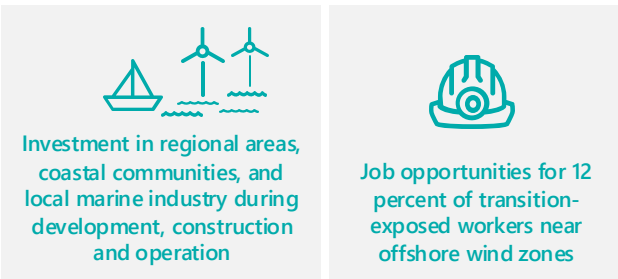 Investment in regional areas,
coastal communities, and
local marine industry during
development, construction
and operation
Job opportunities for 12
percent of transition-
exposed workers near
offshore wind zones